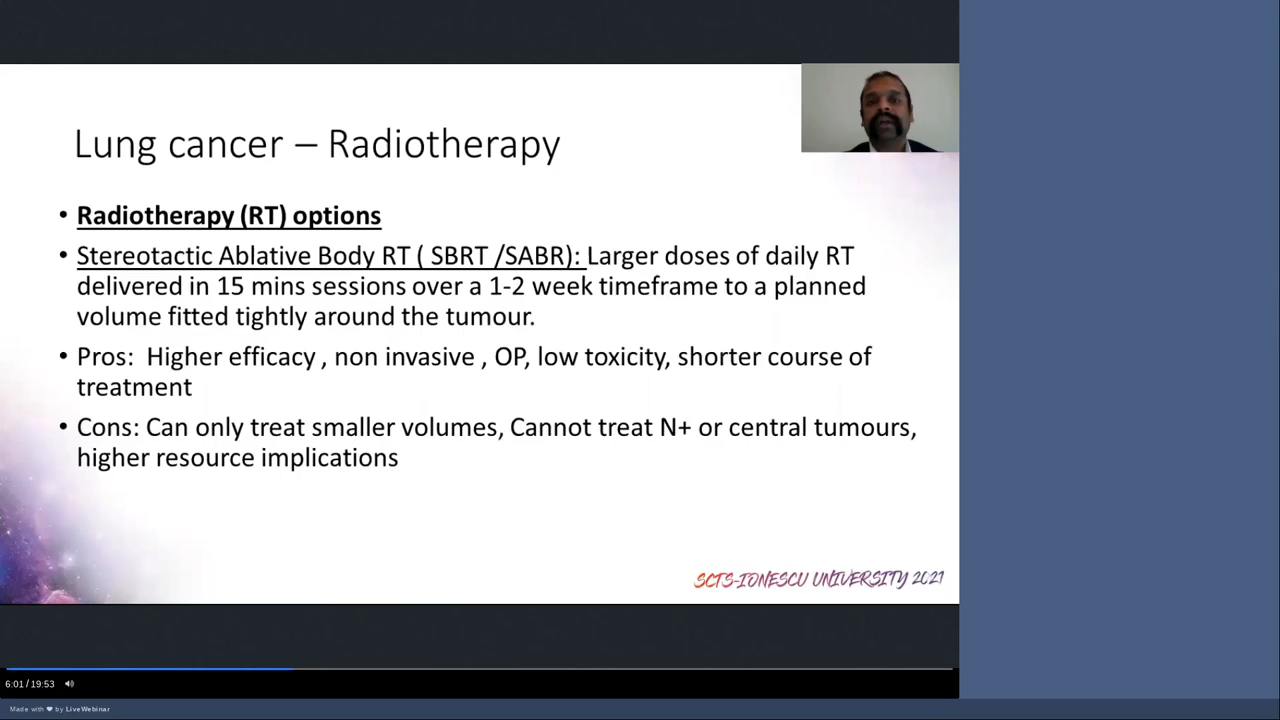 Lung cancer – Radiotherapy
• Radiotherapy (RT) options
• Stereotactic Ablative Body RT ( SBRT /SABR): Larger doses of daily RT
delivered in 15 mins sessions over a 1-2 week timeframe to a planned
volume fitted tightly around the tumour.
• Pros:  Higher efficacy , non invasive , OP, low toxicity, shorter course of
treatment
• Cons: Can only treat smaller volumes, Cannot treat N+ or central tumours,
higher resource implications
SCTS-IONESCU UNIVERSITY 2021
6:01 / 19:53
Made with ❤ by LiveWebinar